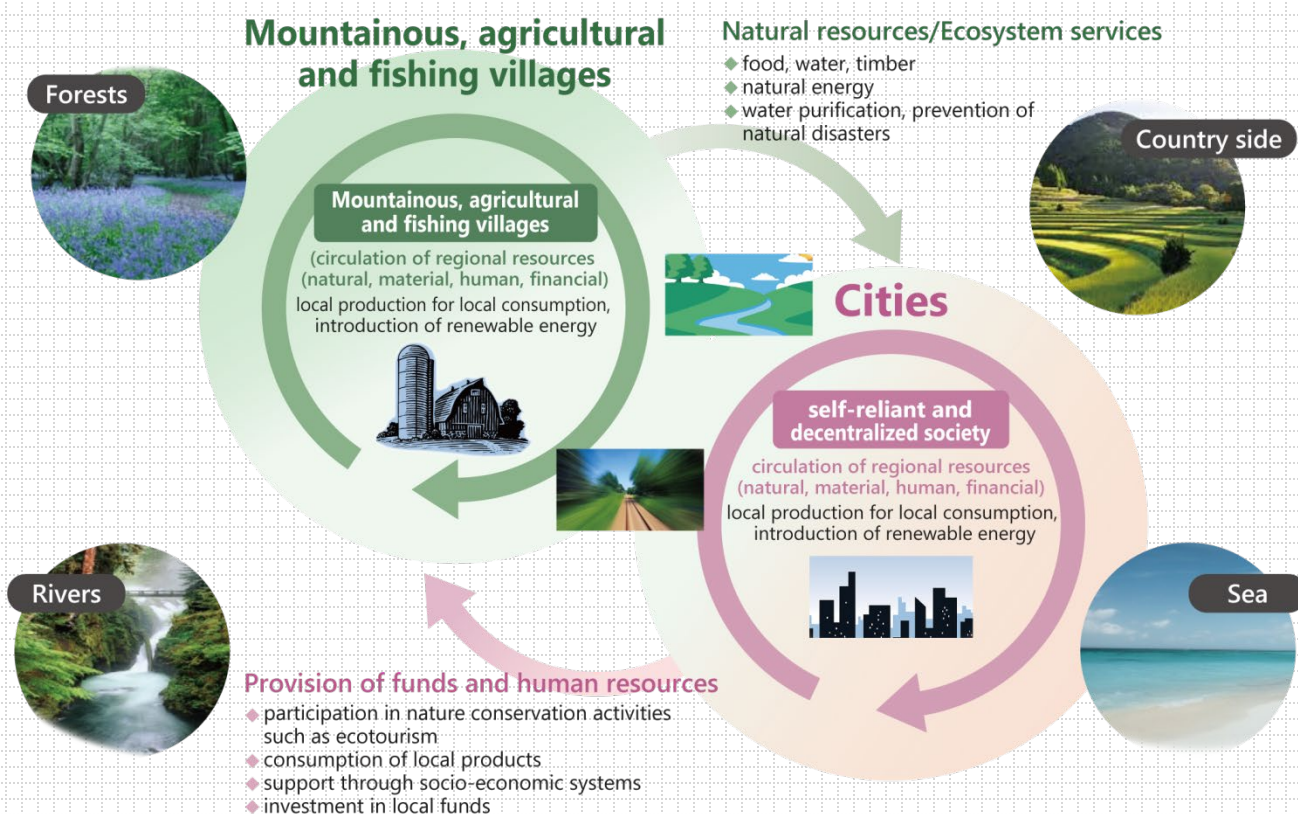 Mountainous, agricultural
and fishing villages
Natural resources/Ecosystem services
◆ food, water, timber
◆ natural energy
◆ water purification, prevention of
natural disasters
Forests
Country side
Mountainous, agricultural
and fishing villages
(circulation of regional resources
(natural, material, human, financial)
local production for local consumption,
introduction of renewable energy
Cities
self-reliant and
decentralized society
circulation of regional resources
(natural, material, human, financial)
local production for local consumption,
introduction of renewable energy
Rivers
Sea
Provision of funds and human resources
◆ participation in nature conservation activities
such as ecotourism
◆ consumption of local products
◆ support through socio-economic systems
◆ investment in local funds